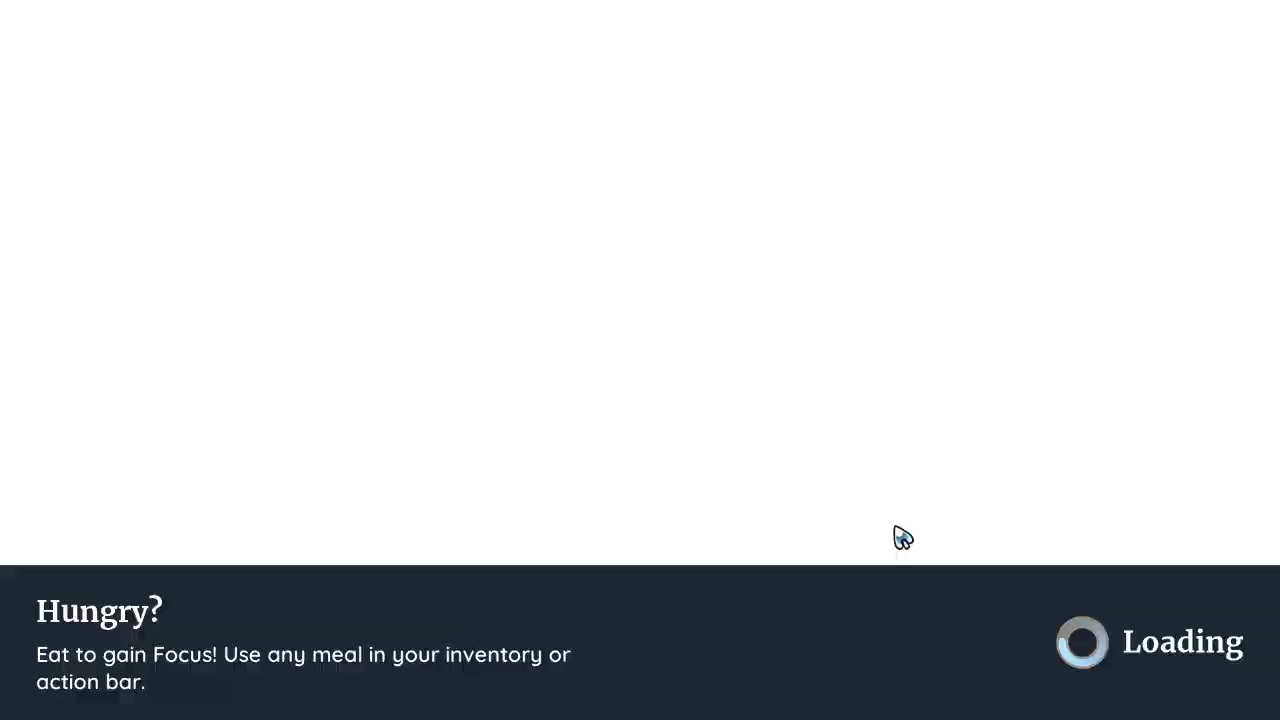 Hungry?
Eat to gain Focus! Use any meal in your inventory or
action bar.
Loading